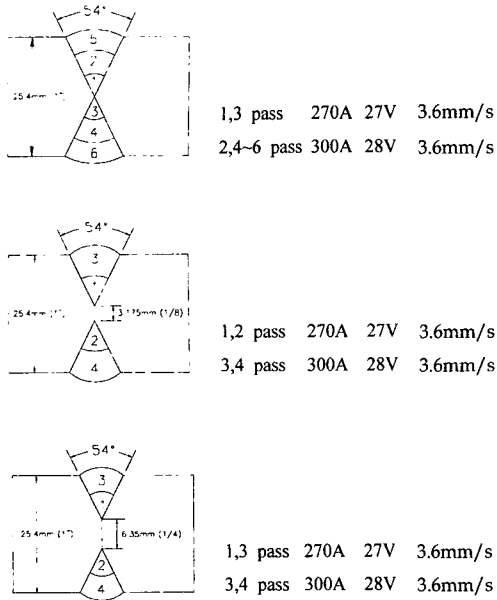 54°
5
2
1
25.4mm (1")
3
4
6
1,3 pass 270A 27V 3.6mm/s
2,4~6 pass 300A 28V 3.6mm/s
54°
3
1
25.4mm (1")
3.175mm (1/8)
2
4
1,2 pass 270A 27V 3.6mm/s
3,4 pass 300A 28V 3.6mm/s
54°
3
1
25.4mm (1")
6.35mm (1/4)
2
4
1,3 pass 270A 27V 3.6mm/s
3,4 pass 300A 28V 3.6mm/s